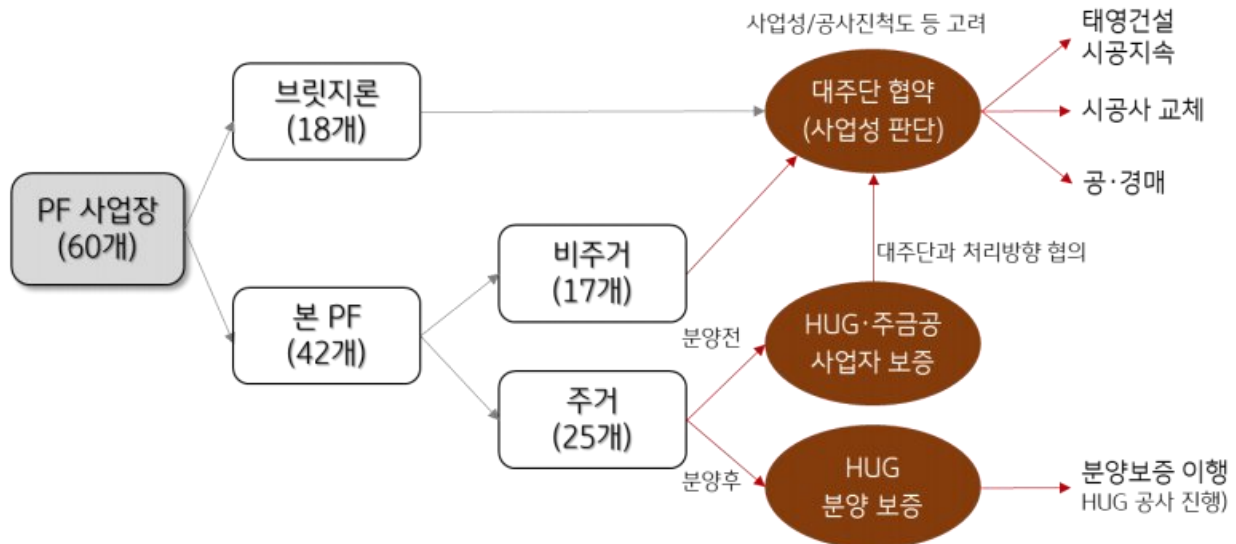 사업성/공사진척도 등 고려
태영건설
시공지속
브릿지론
(18개)
대주단 협약
(사업성 판단)
시공사 교체
공·경매
PF 사업장
(60개)
비주거
(17개)
대주단과 처리방향 협의
본 PF
(42개)
분양전
HUG·주금공
사업자 보증
주거
(25개)
분양후
HUG
분양 보증
분양보증 이행
HUG 공사 진행)